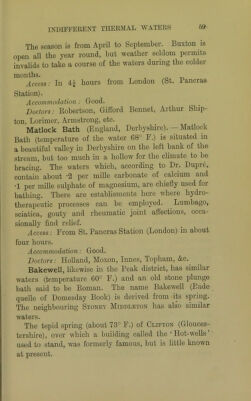 INDIFFERENT THERMAL WATERS 59
The season is from April to September. Buxton is
open all the year round, but weather seldom permits
invalids to take a course of the waters during the colder
months.
Access: In 4½ hours from London (St. Pancras
Station).
Accommodation: Good.
Doctors: Robertson, Gifford Bennet, Arthur Ship-
ton, Lorimer, Armstrong, etc.
Matlock Bath (England, Derbyshire). — Matlock
Bath (temperature of the water 68° F.) is situated in
a beautiful valley in Derbyshire on the left bank of the
stream, but too much in a hollow for the climate to be
bracing. The waters which, according to Dr. Dupré,
contain about ·2 per mille carbonate of calcium and
·1 per mille sulphate of magnesium, are chiefly used for
bathing. There are establishments here where hydro-
therapeutic processes can be employed. Lumbago,
sciatica, gouty and rheumatic joint affections, occa-
sionally find relief.
Access: From St. Pancras Station (London) in about
four hours.
Accommodation: Good.
Doctors: Holland, Moxon, Innes, Topham, &c.
Bakewell, likewise in the Peak district, has similar
waters (temperature 60° F.) and an old stone plunge
bath said to be Roman. The name Bakewell (Bade
quelle of Domesday Book) is derived from its spring.
The neighbouring Stoney Middleton has also similar
waters.
The tepid spring (about 73° F.) of Clifton (Glouces-
tershire), over which a building called the 'Hot-wells'
used to stand, was formerly famous, but is little known
at present.